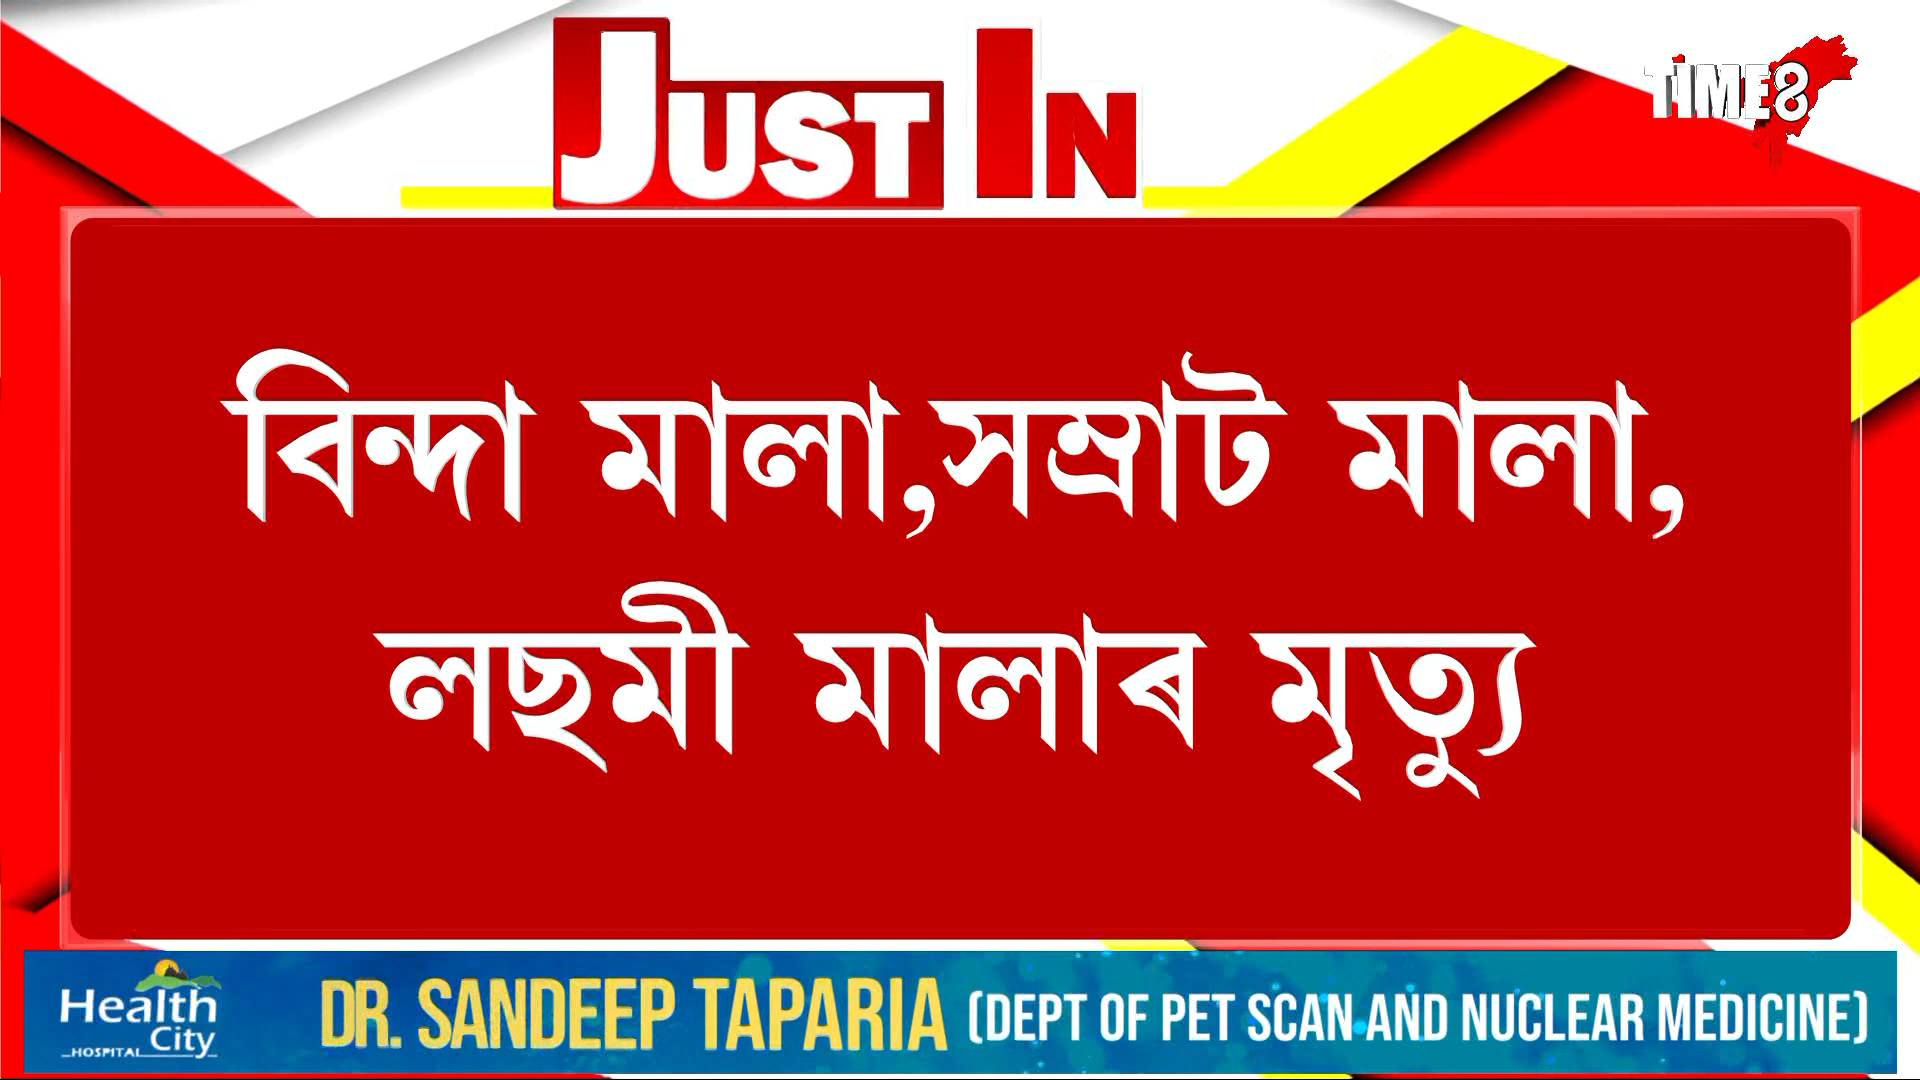 JUST IN
TIME8
বিন্দা মালা,সম্ৰাট মালা,
লছমী মালাৰ মৃত্যু
Health
City
HOSPITAL
DR. SANDEEP TAPARIA (DEPT OF PET SCAN AND NUCLEAR MEDICINE)